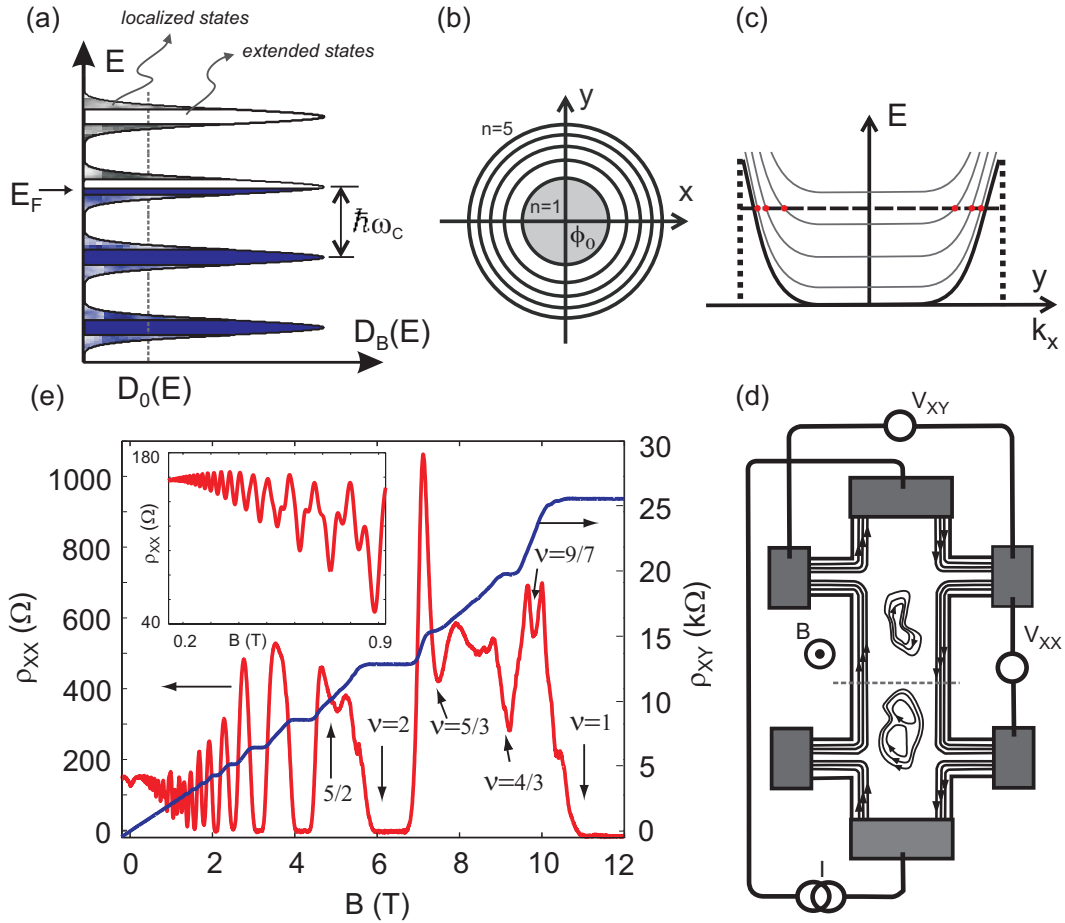 (a)
localized states
extended states
E
E_F
ℏω_C
D_B(E)
D_0(E)
(b)
y
n=5
n=1
x
ϕ_0
(c)
E
y
k_x
(e)
180
ρ_XX (Ω)
40
0.2
B (T)
0.9
1000
800
600
400
200
0
ρ_XX (Ω)
30
25
20
15
10
5
0
ρ_XY (kΩ)
ν=9/7
ν=2
ν=5/3
ν=1
ν=4/3
5/2
0
2
4
6
8
10
12
B (T)
(d)
V_XY
B
V_XX
I